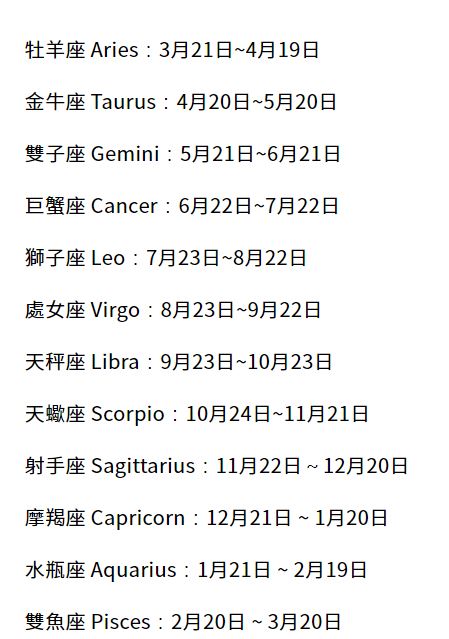 牡羊座 Aries：3月21日~4月19日
金牛座 Taurus：4月20日~5月20日
雙子座 Gemini：5月21日~6月21日
巨蟹座 Cancer：6月22日~7月22日
獅子座 Leo：7月23日~8月22日
處女座 Virgo：8月23日~9月22日
天秤座 Libra：9月23日~10月23日
天蠍座 Scorpio：10月24日~11月21日
射手座 Sagittarius：11月22日 ~ 12月20日
摩羯座 Capricorn：12月21日 ~ 1月20日
水瓶座 Aquarius：1月21日 ~ 2月19日
雙魚座 Pisces：2月20日 ~ 3月20日